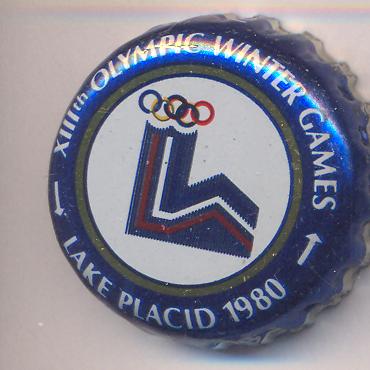 XIIIth OLYMPIC WINTER GAMES
LAKE PLACID 1980